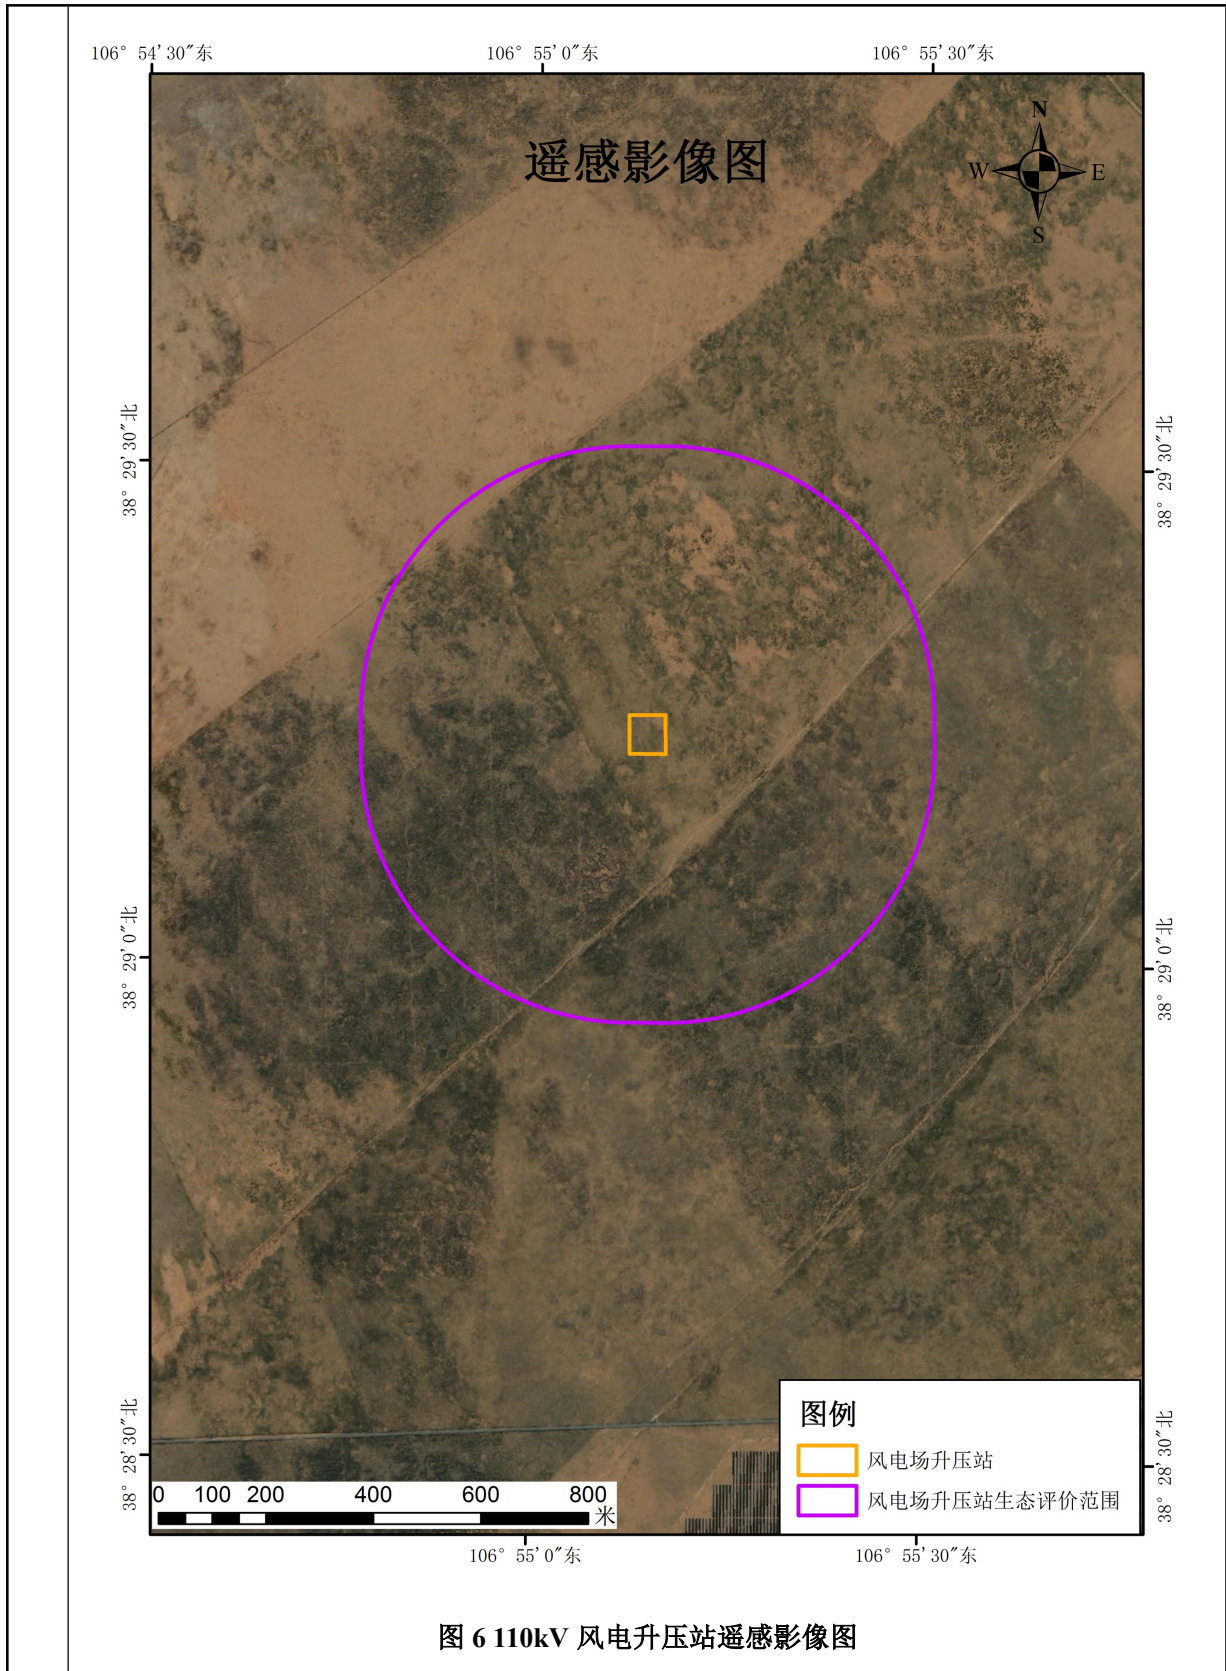 106° 54'30"东
106° 55'0"东
106° 55'30"东
遥感影像图
N
W
E
S
38° 29'30"北
38° 29'30"北
38° 29'0"北
38° 29'0"北
38° 28'30"北
38° 28'30"北
图例
风电场升压站
风电场升压站生态评价范围
0 100 200 400 600 800
米
106° 55'0"东
106° 55'30"东
图 6 110kV 风电升压站遥感影像图